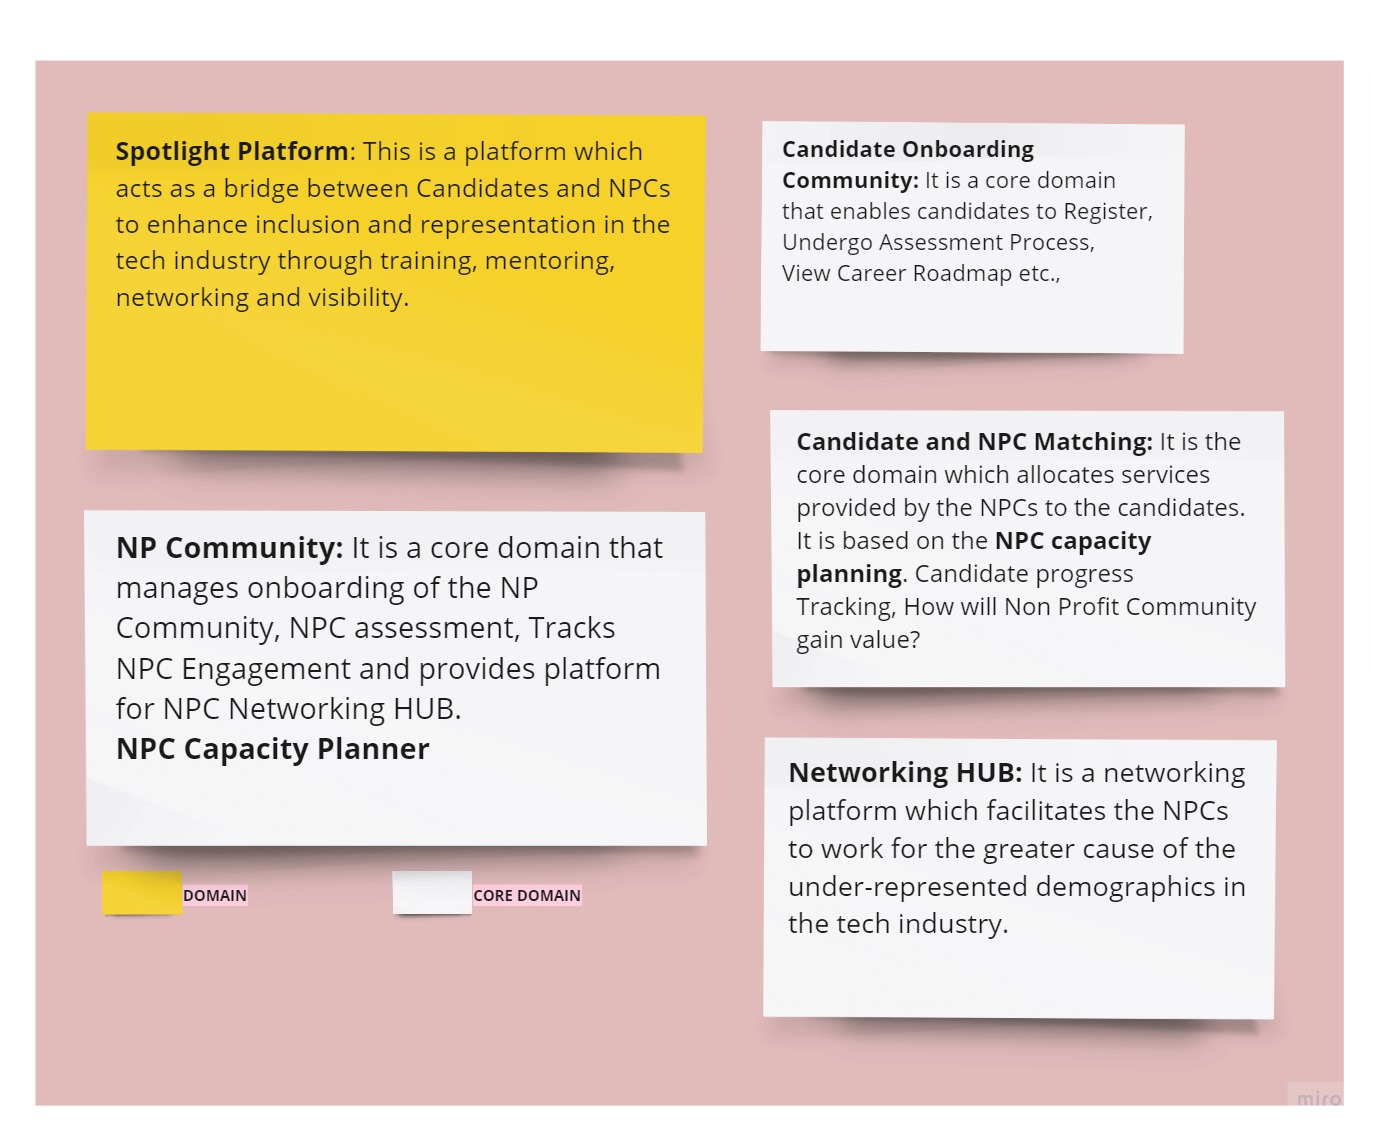 Spotlight Platform: This is a platform which
acts as a bridge between Candidates and NPCs
to enhance inclusion and representation in the
tech industry through training, mentoring,
networking and visibility.
NP Community: It is a core domain that
manages onboarding of the NP
Community, NPC assessment, Tracks
NPC Engagement and provides platform
for NPC Networking HUB.
NPC Capacity Planner
DOMAIN
CORE DOMAIN
Candidate Onboarding
Community: It is a core domain
that enables candidates to Register,
Undergo Assessment Process,
View Career Roadmap etc.,
Candidate and NPC Matching: It is the
core domain which allocates services
provided by the NPCs to the candidates.
It is based on the NPC capacity
planning. Candidate progress
Tracking, How will Non Profit Community
gain value?
Networking HUB: It is a networking
platform which facilitates the NPCs
to work for the greater cause of the
under-represented demographics in
the tech industry.
miro